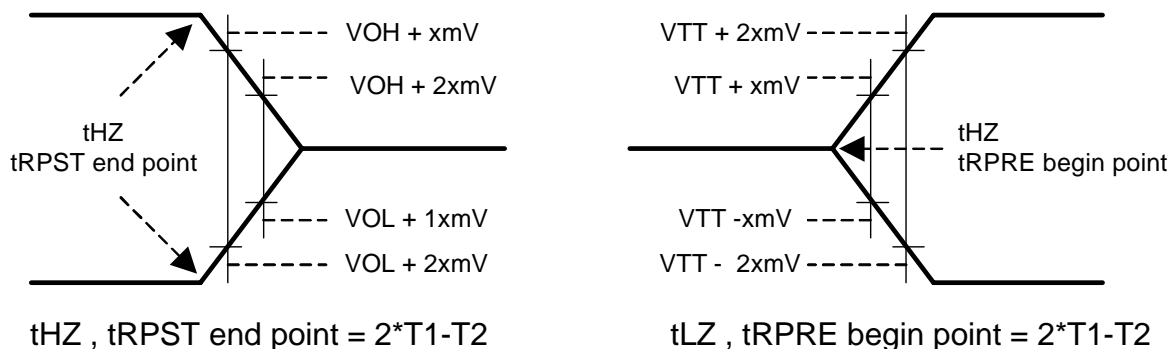 VOH + xmV
VOH + 2xmV
tHZ
tRPST end point
VOL + 1xmV
VOL + 2xmV
tHZ , tRPST end point = 2*T1-T2
VTT + 2xmV
VTT + xmV
tHZ
tRPRE begin point
VTT -xmV
VTT - 2xmV
tLZ , tRPRE begin point = 2*T1-T2